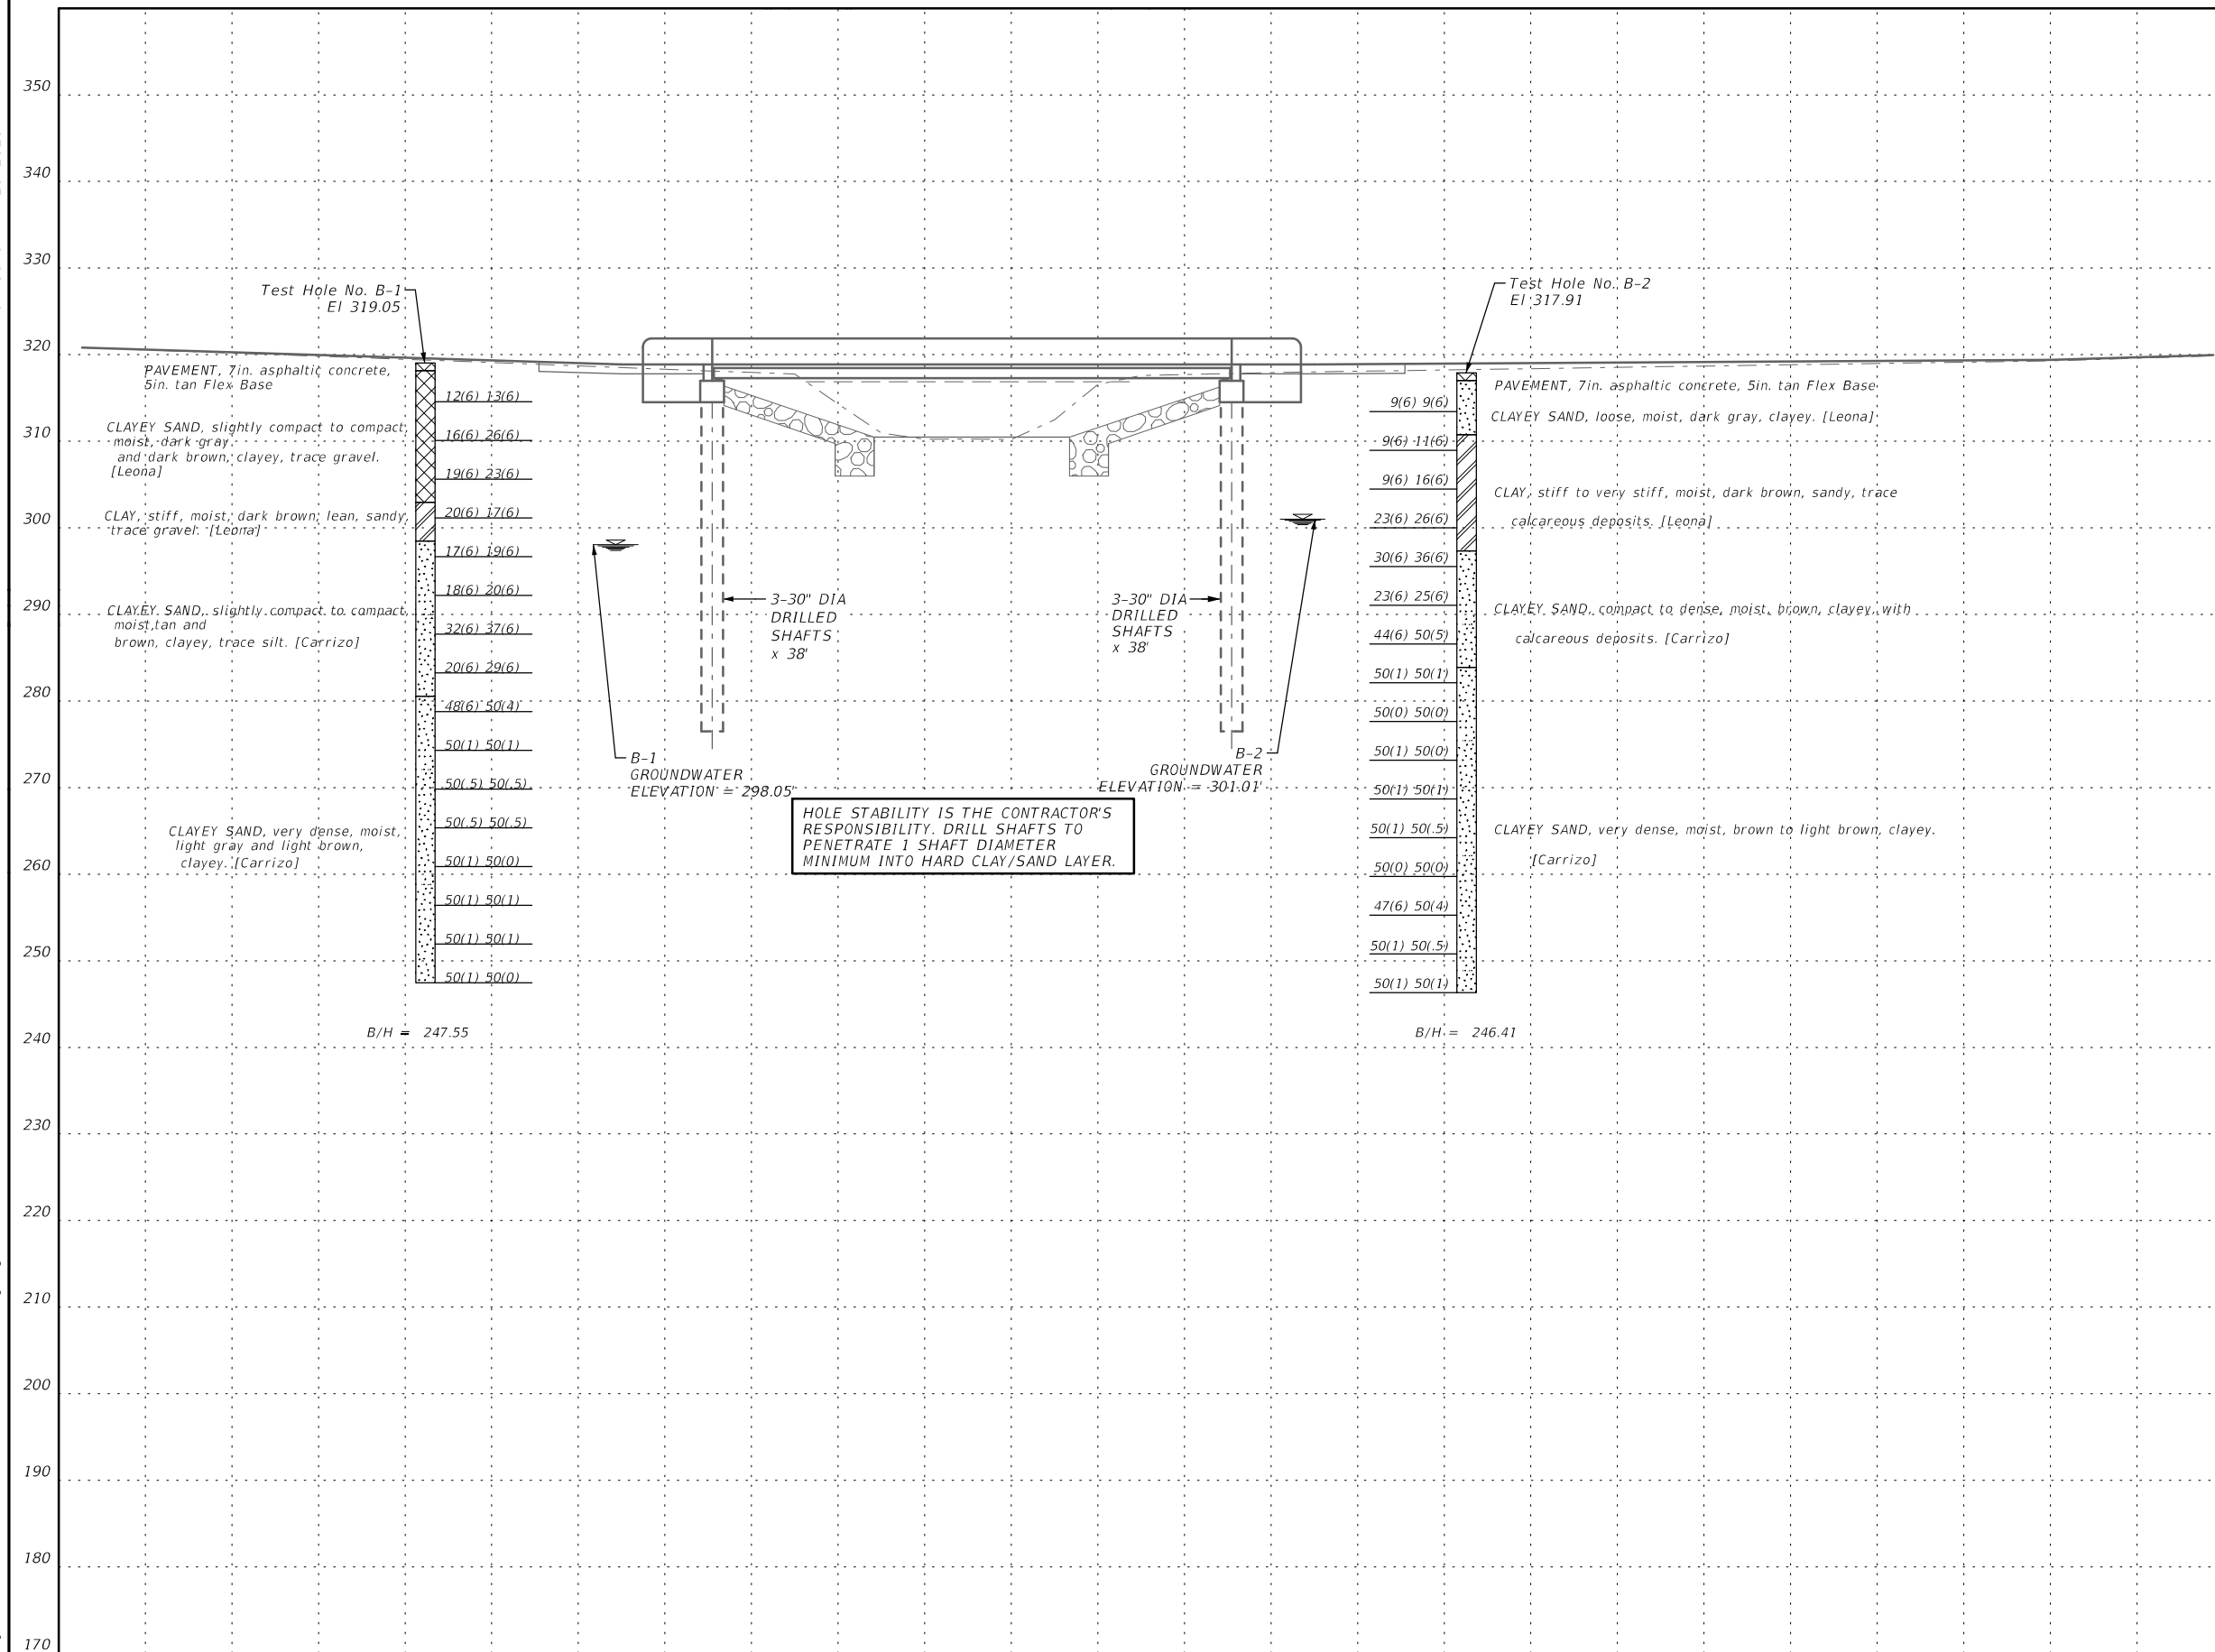 350
340
330
320
310
300
290
280
270
260
250
240
230
220
210
200
190
180
170
Test Hole No. B-1
El 319.05
PAVEMENT, 7in. asphaltic concrete,
5in. tan Flex Base
CLAYEY SAND, slightly compact to compact,
moist, dark gray
and dark brown, clayey, trace gravel.
[Leona]
CLAY, stiff, moist, dark brown, lean, sandy,
trace gravel. [Leona]
CLAYEY SAND, slightly compact to compact,
moist,tan and
brown, clayey, trace silt. [Carrizo]
CLAYEY SAND, very dense, moist,
light gray and light brown,
clayey. [Carrizo]
12(6) 13(6)
16(6) 26(6)
19(6) 23(6)
20(6) 17(6)
17(6) 19(6)
18(6) 20(6)
32(6) 37(6)
20(6) 29(6)
48(6) 50(4)
50(1) 50(1)
50(.5) 50(.5)
50(.5) 50(.5)
50(1) 50(0)
50(1) 50(1)
50(1) 50(1)
50(1) 50(0)
B/H = 247.55
3-30" DIA
DRILLED
SHAFTS
x 38'
B-1
GROUNDWATER
ELEVATION = 298.05'
3-30" DIA
DRILLED
SHAFTS
x 38'
B-2
GROUNDWATER
ELEVATION = 301.01'
HOLE STABILITY IS THE CONTRACTOR'S
RESPONSIBILITY. DRILL SHAFTS TO
PENETRATE 1 SHAFT DIAMETER
MINIMUM INTO HARD CLAY/SAND LAYER.
Test Hole No. B-2
El 317.91
9(6) 9(6)
9(6) 11(6)
9(6) 16(6)
23(6) 26(6)
30(6) 36(6)
23(6) 25(6)
44(6) 50(5)
50(1) 50(1)
50(0) 50(0)
50(1) 50(0)
50(1) 50(1)
50(1) 50(.5)
50(0) 50(0)
47(6) 50(4)
50(1) 50(.5)
50(1) 50(1)
PAVEMENT, 7in. asphaltic concrete, 5in. tan Flex Base
CLAYEY SAND, loose, moist, dark gray, clayey. [Leona]
CLAY, stiff to very stiff, moist, dark brown, sandy, trace
calcareous deposits. [Leona]
CLAYEY SAND, compact to dense, moist, brown, clayey, with
calcareous deposits. [Carrizo]
CLAYEY SAND, very dense, moist, brown to light brown, clayey.
[Carrizo]
B/H = 246.41